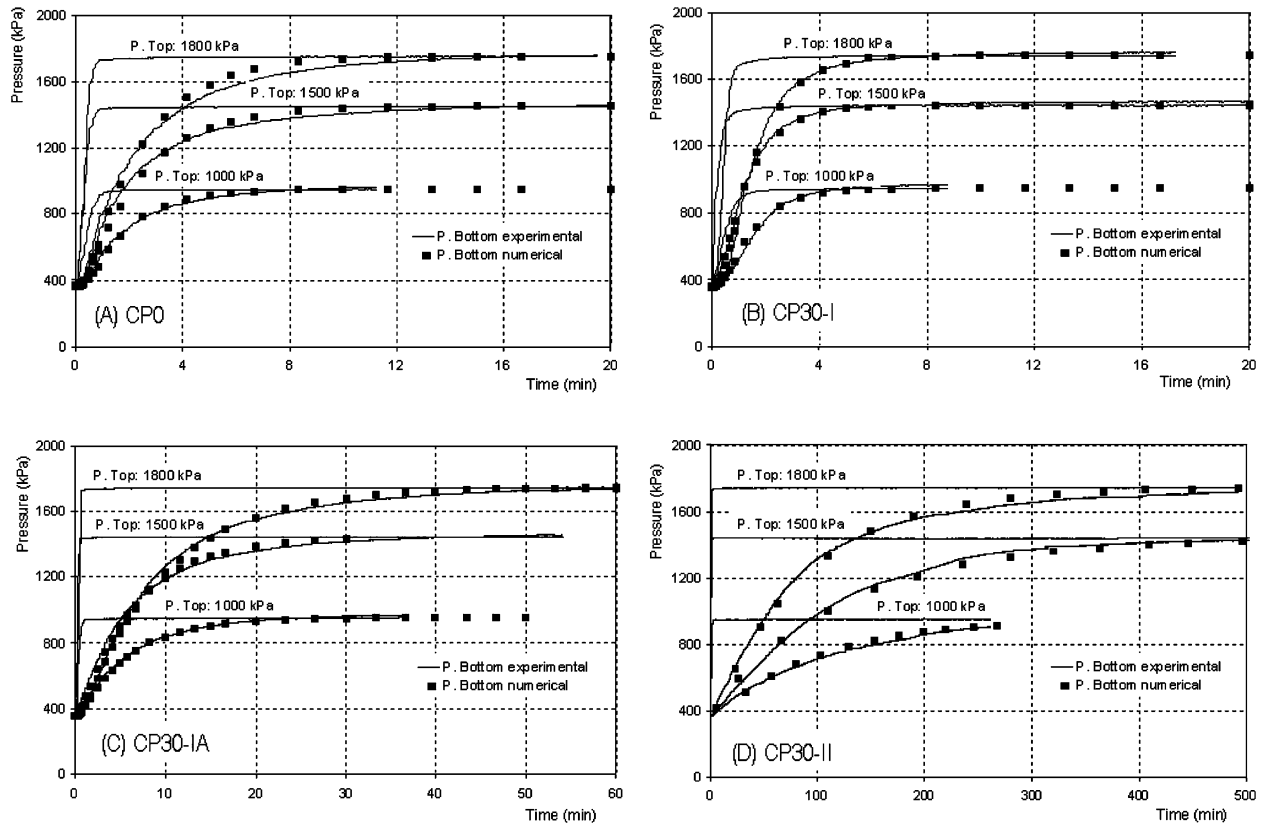 Pressure (kPa)
2000
1600
1200
800
400
0
P. Top: 1800 kPa
P. Top: 1500 kPa
P. Top: 1000 kPa
P. Bottom experimental
P. Bottom numerical
(A) CP0
0 4 8 12 16 20
Time (min)
Pressure (kPa)
2000
1600
1200
800
400
0
P. Top: 1800 kPa
P. Top: 1500 kPa
P. Top: 1000 kPa
P. Bottom experimental
P. Bottom numerical
(B) CP30-I
0 4 8 12 16 20
Time (min)
Pressure (kPa)
2000
1600
1200
800
400
0
P. Top: 1800 kPa
P. Top: 1500 kPa
P. Top: 1000 kPa
P. Bottom experimental
P. Bottom numerical
(C) CP30-IA
0 10 20 30 40 50 60
Time (min)
Pressure (kPa)
2000
1600
1200
800
400
0
P. Top: 1800 kPa
P. Top: 1500 kPa
P. Top: 1000 kPa
P. Bottom experimental
P. Bottom numerical
(D) CP30-II
0 100 200 300 400 500
Time (min)